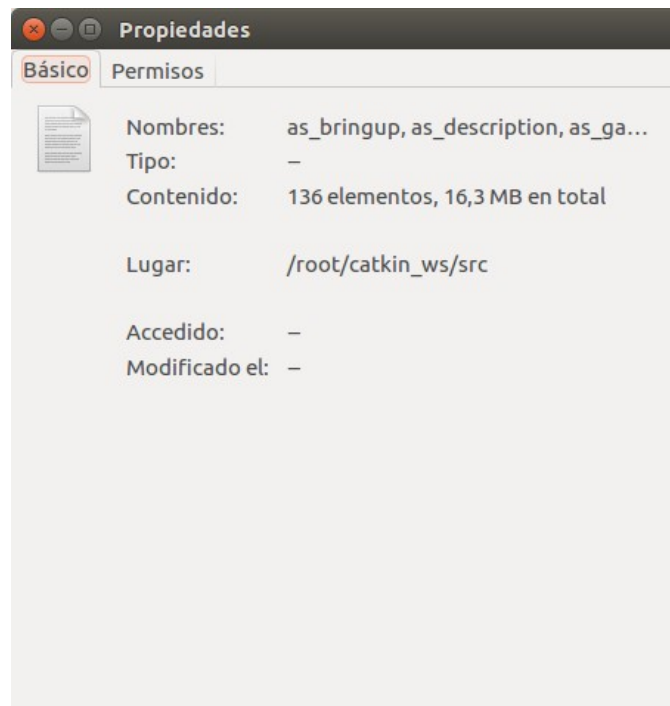 Propiedades
Básico Permisos
Nombres: as_bringup, as_description, as_ga...
Tipo: –
Contenido: 136 elementos, 16,3 MB en total
Lugar: /root/catkin_ws/src
Accedido: –
Modificado el: –